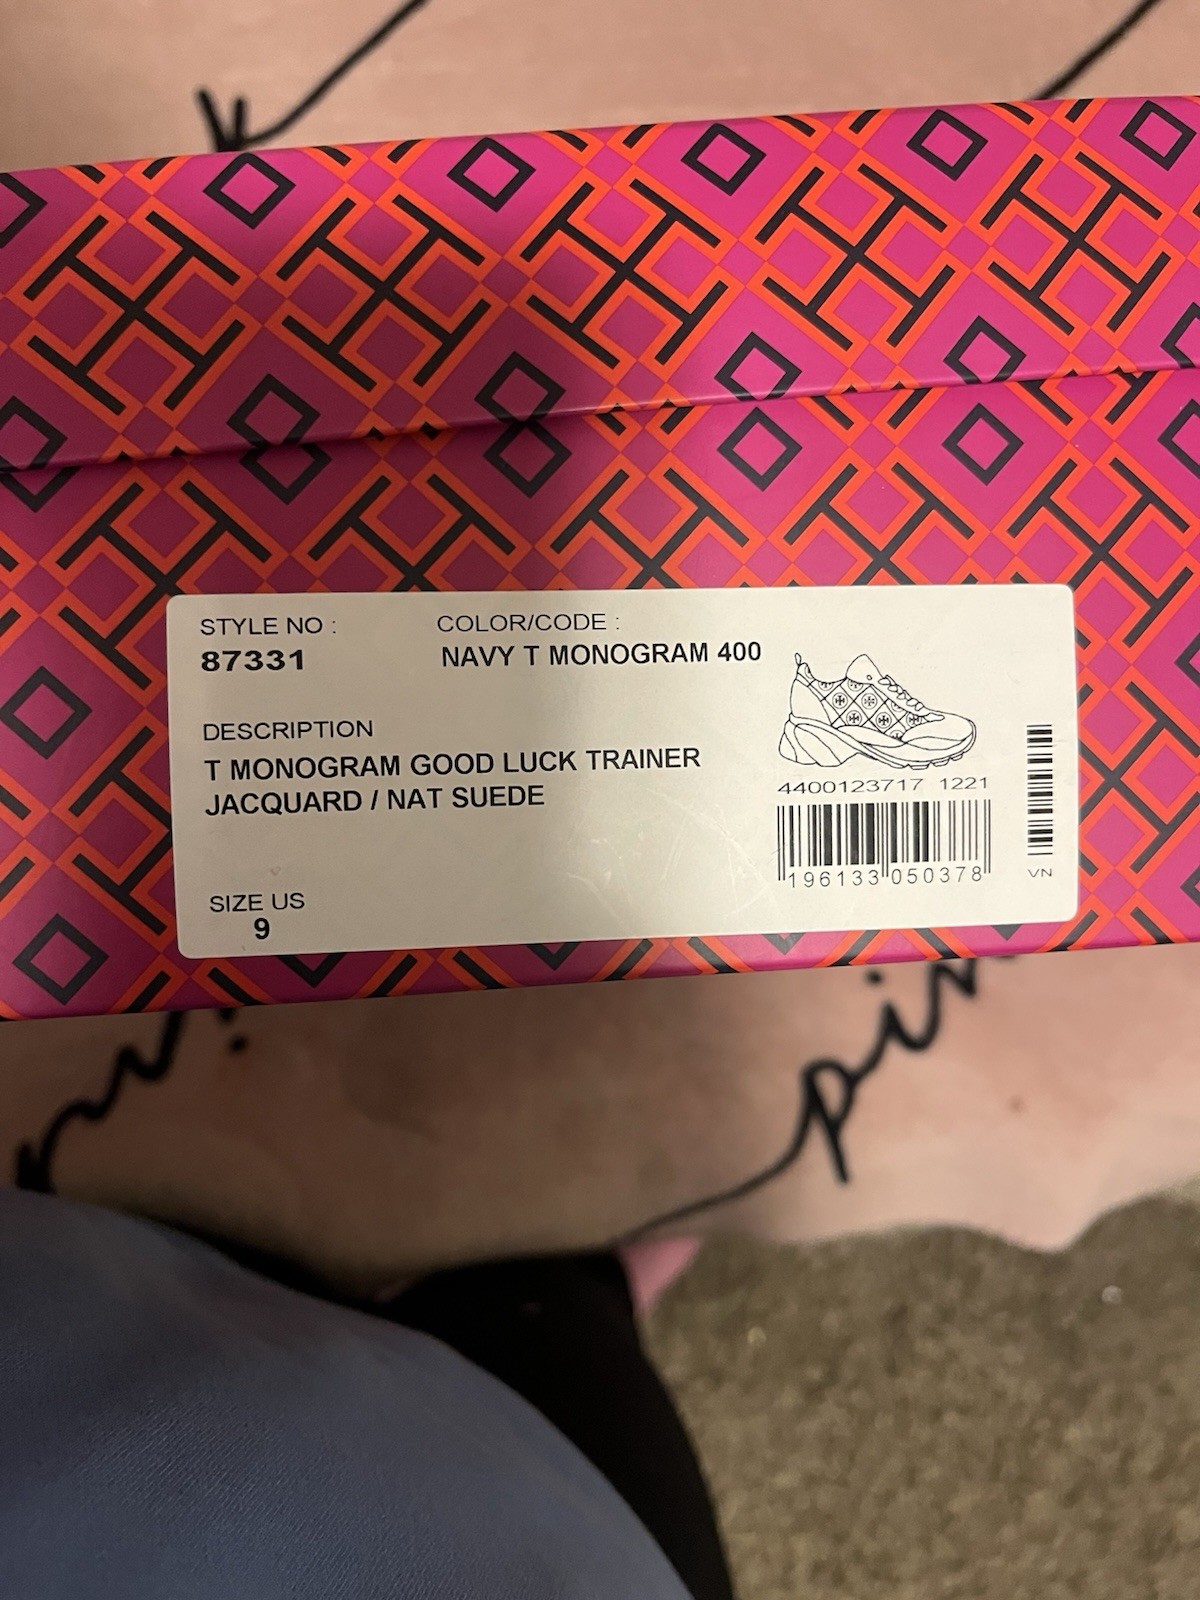 STYLE NO :
87331
COLOR/CODE :
NAVY T MONOGRAM 400
DESCRIPTION
T MONOGRAM GOOD LUCK TRAINER
JACQUARD / NAT SUEDE
SIZE US
9
4400123717 1221
196133 050378
VN